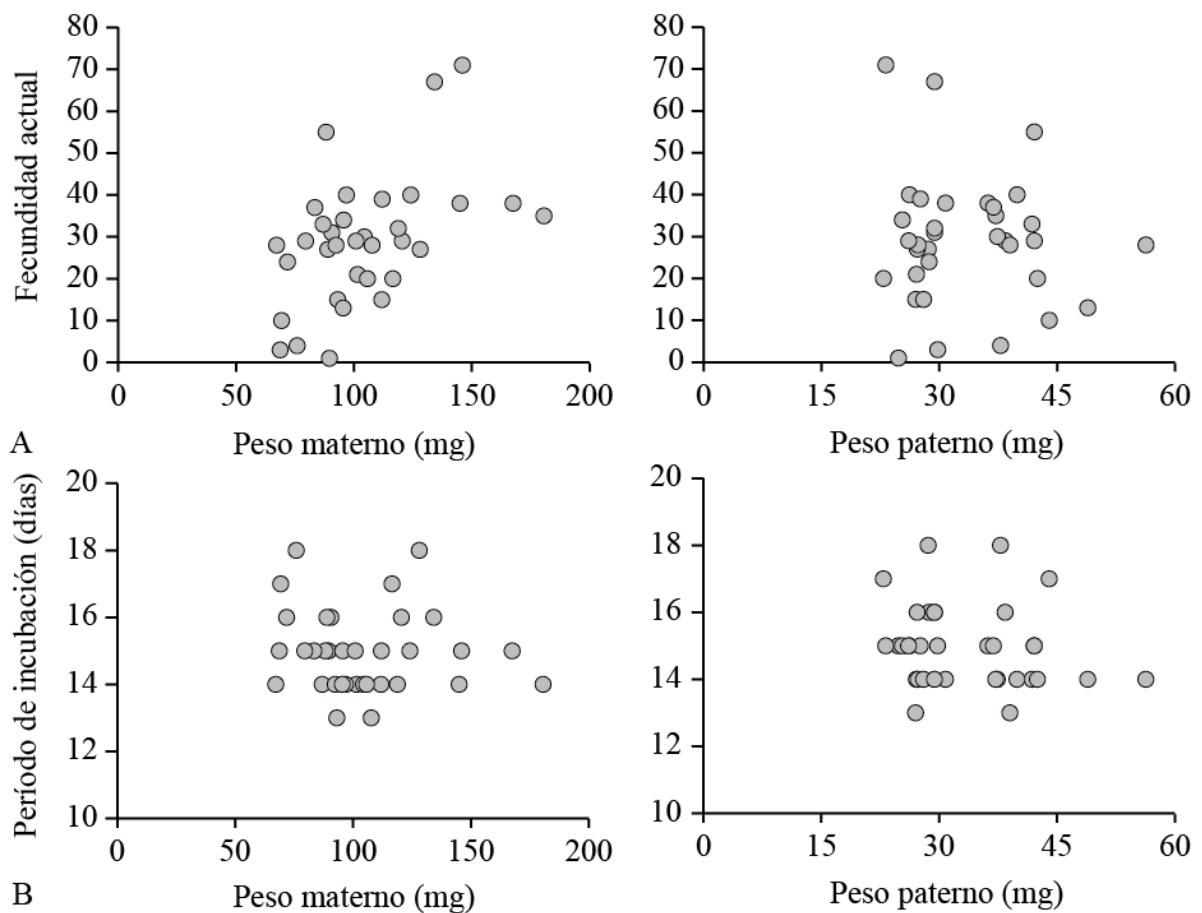 80
70
60
50
40
30
20
10
0
Fecundidad actual
0 50 100 150 200
Peso materno (mg)
A
80
70
60
50
40
30
20
10
0
0 15 30 45 60
Peso paterno (mg)
20
18
16
14
12
10
Período de incubación (días)
0 50 100 150 200
Peso materno (mg)
B
20
18
16
14
12
10
0 15 30 45 60
Peso paterno (mg)